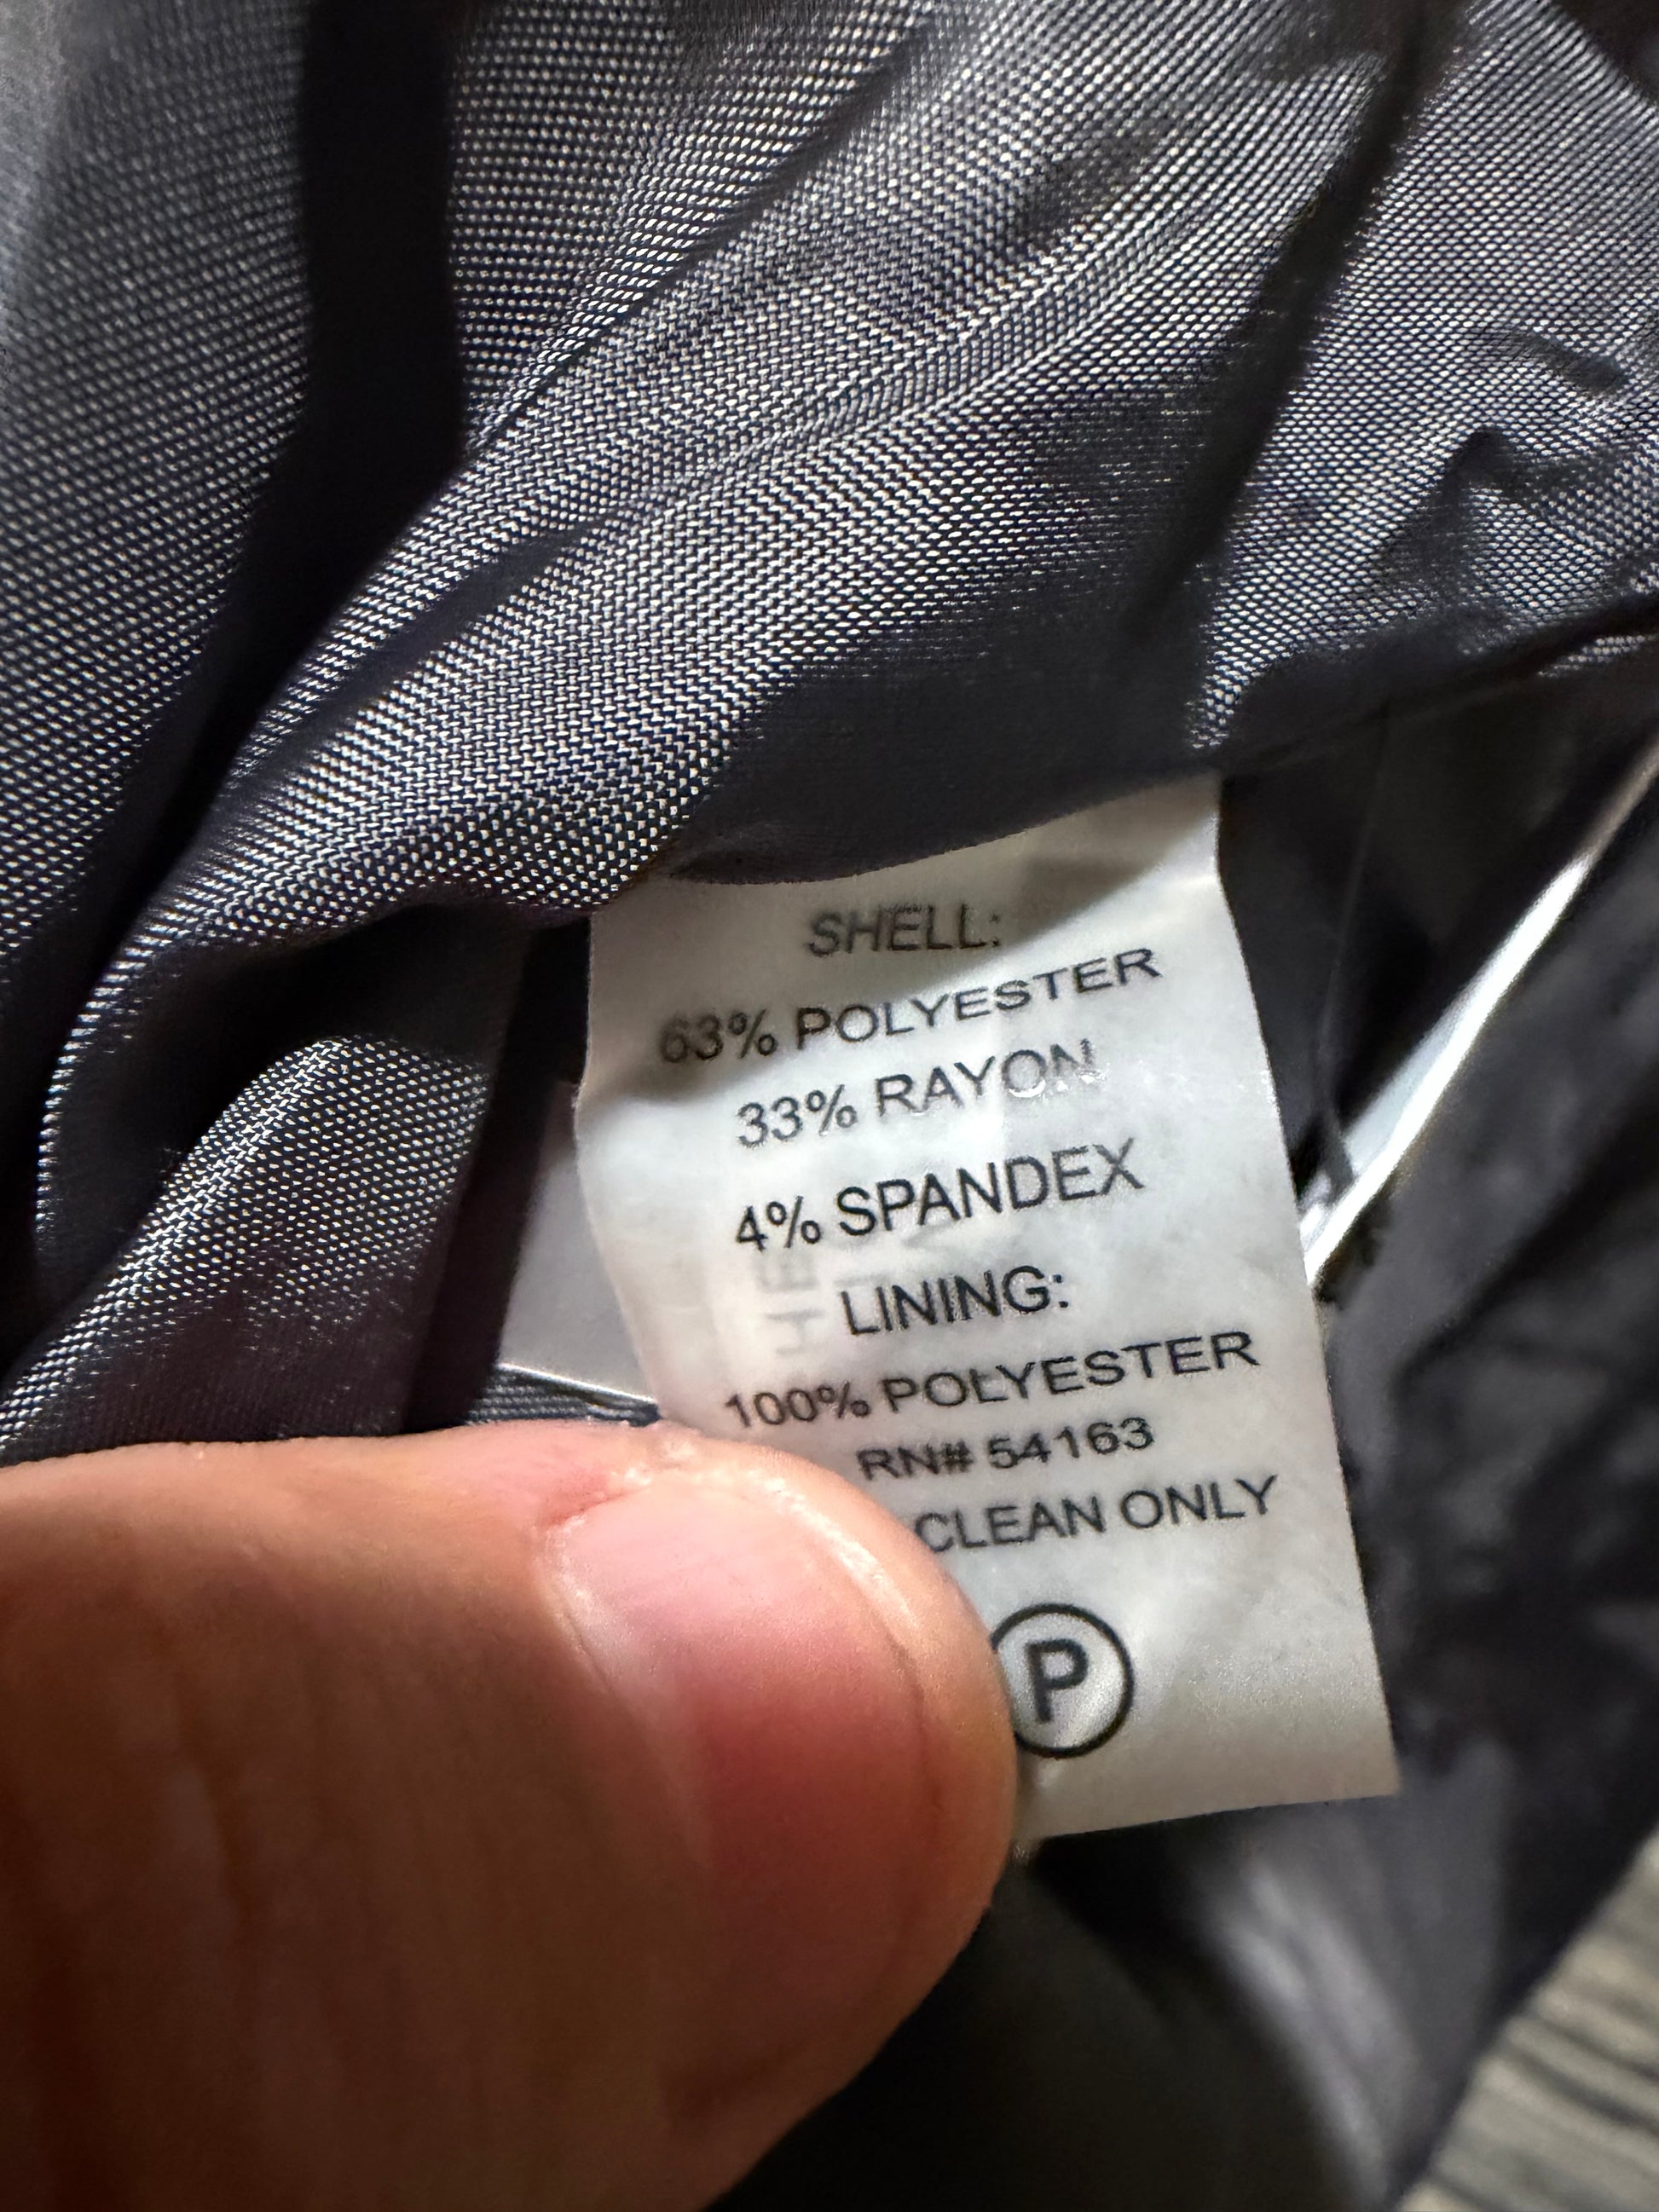 SHELL:
63% POLYESTER
33% RAYON
4% SPANDEX
LINING:
100% POLYESTER
RN# 54163
CLEAN ONLY
P